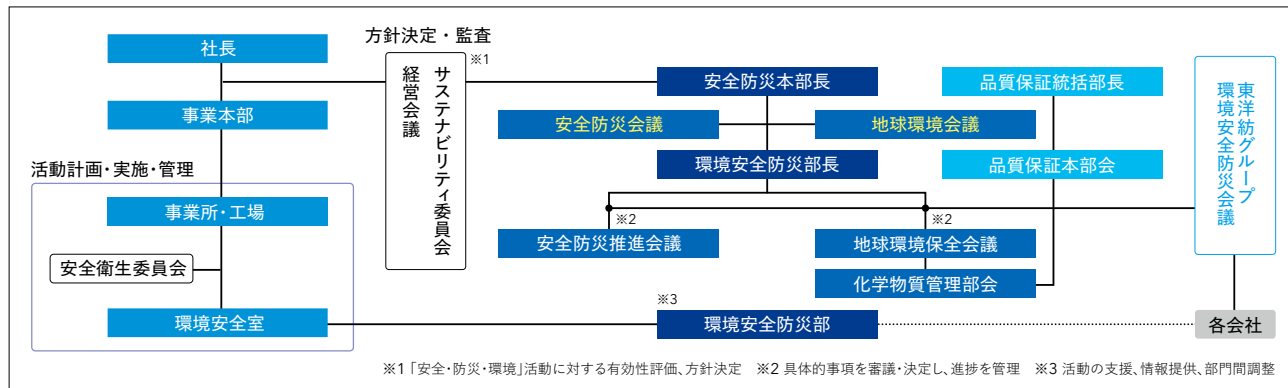 社長
事業本部
活動計画・実施・管理
事業所・工場
安全衛生委員会
環境安全室
方針決定・監査
※1
サステナビリティ委員会
経営会議
安全防災本部長
安全防災会議
地球環境会議
環境安全防災部長
※2
安全防災推進会議
※2
地球環境保全会議
化学物質管理部会
※3
環境安全防災部
品質保証統括部長
品質保証本部会
東洋紡グループ
環境安全防災会議
各会社
※1「安全・防災・環境」活動に対する有効性評価、方針決定　※2 具体的事項を審議・決定し、進捗を管理　※3 活動の支援、情報提供、部門間調整